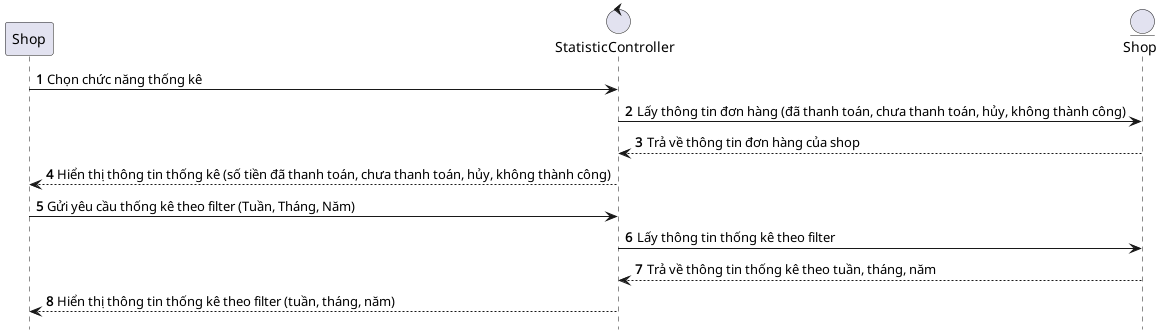 Shop
StatisticController
Shop
1 Chọn chức năng thống kê
2 Lấy thông tin đơn hàng (đã thanh toán, chưa thanh toán, hủy, không thành công)
3 Trả về thông tin đơn hàng của shop
4 Hiển thị thông tin thống kê (số tiền đã thanh toán, chưa thanh toán, hủy, không thành công)
5 Gửi yêu cầu thống kê theo filter (Tuần, Tháng, Năm)
6 Lấy thông tin thống kê theo filter
7 Trả về thông tin thống kê theo tuần, tháng, năm
8 Hiển thị thông tin thống kê theo filter (tuần, tháng, năm)